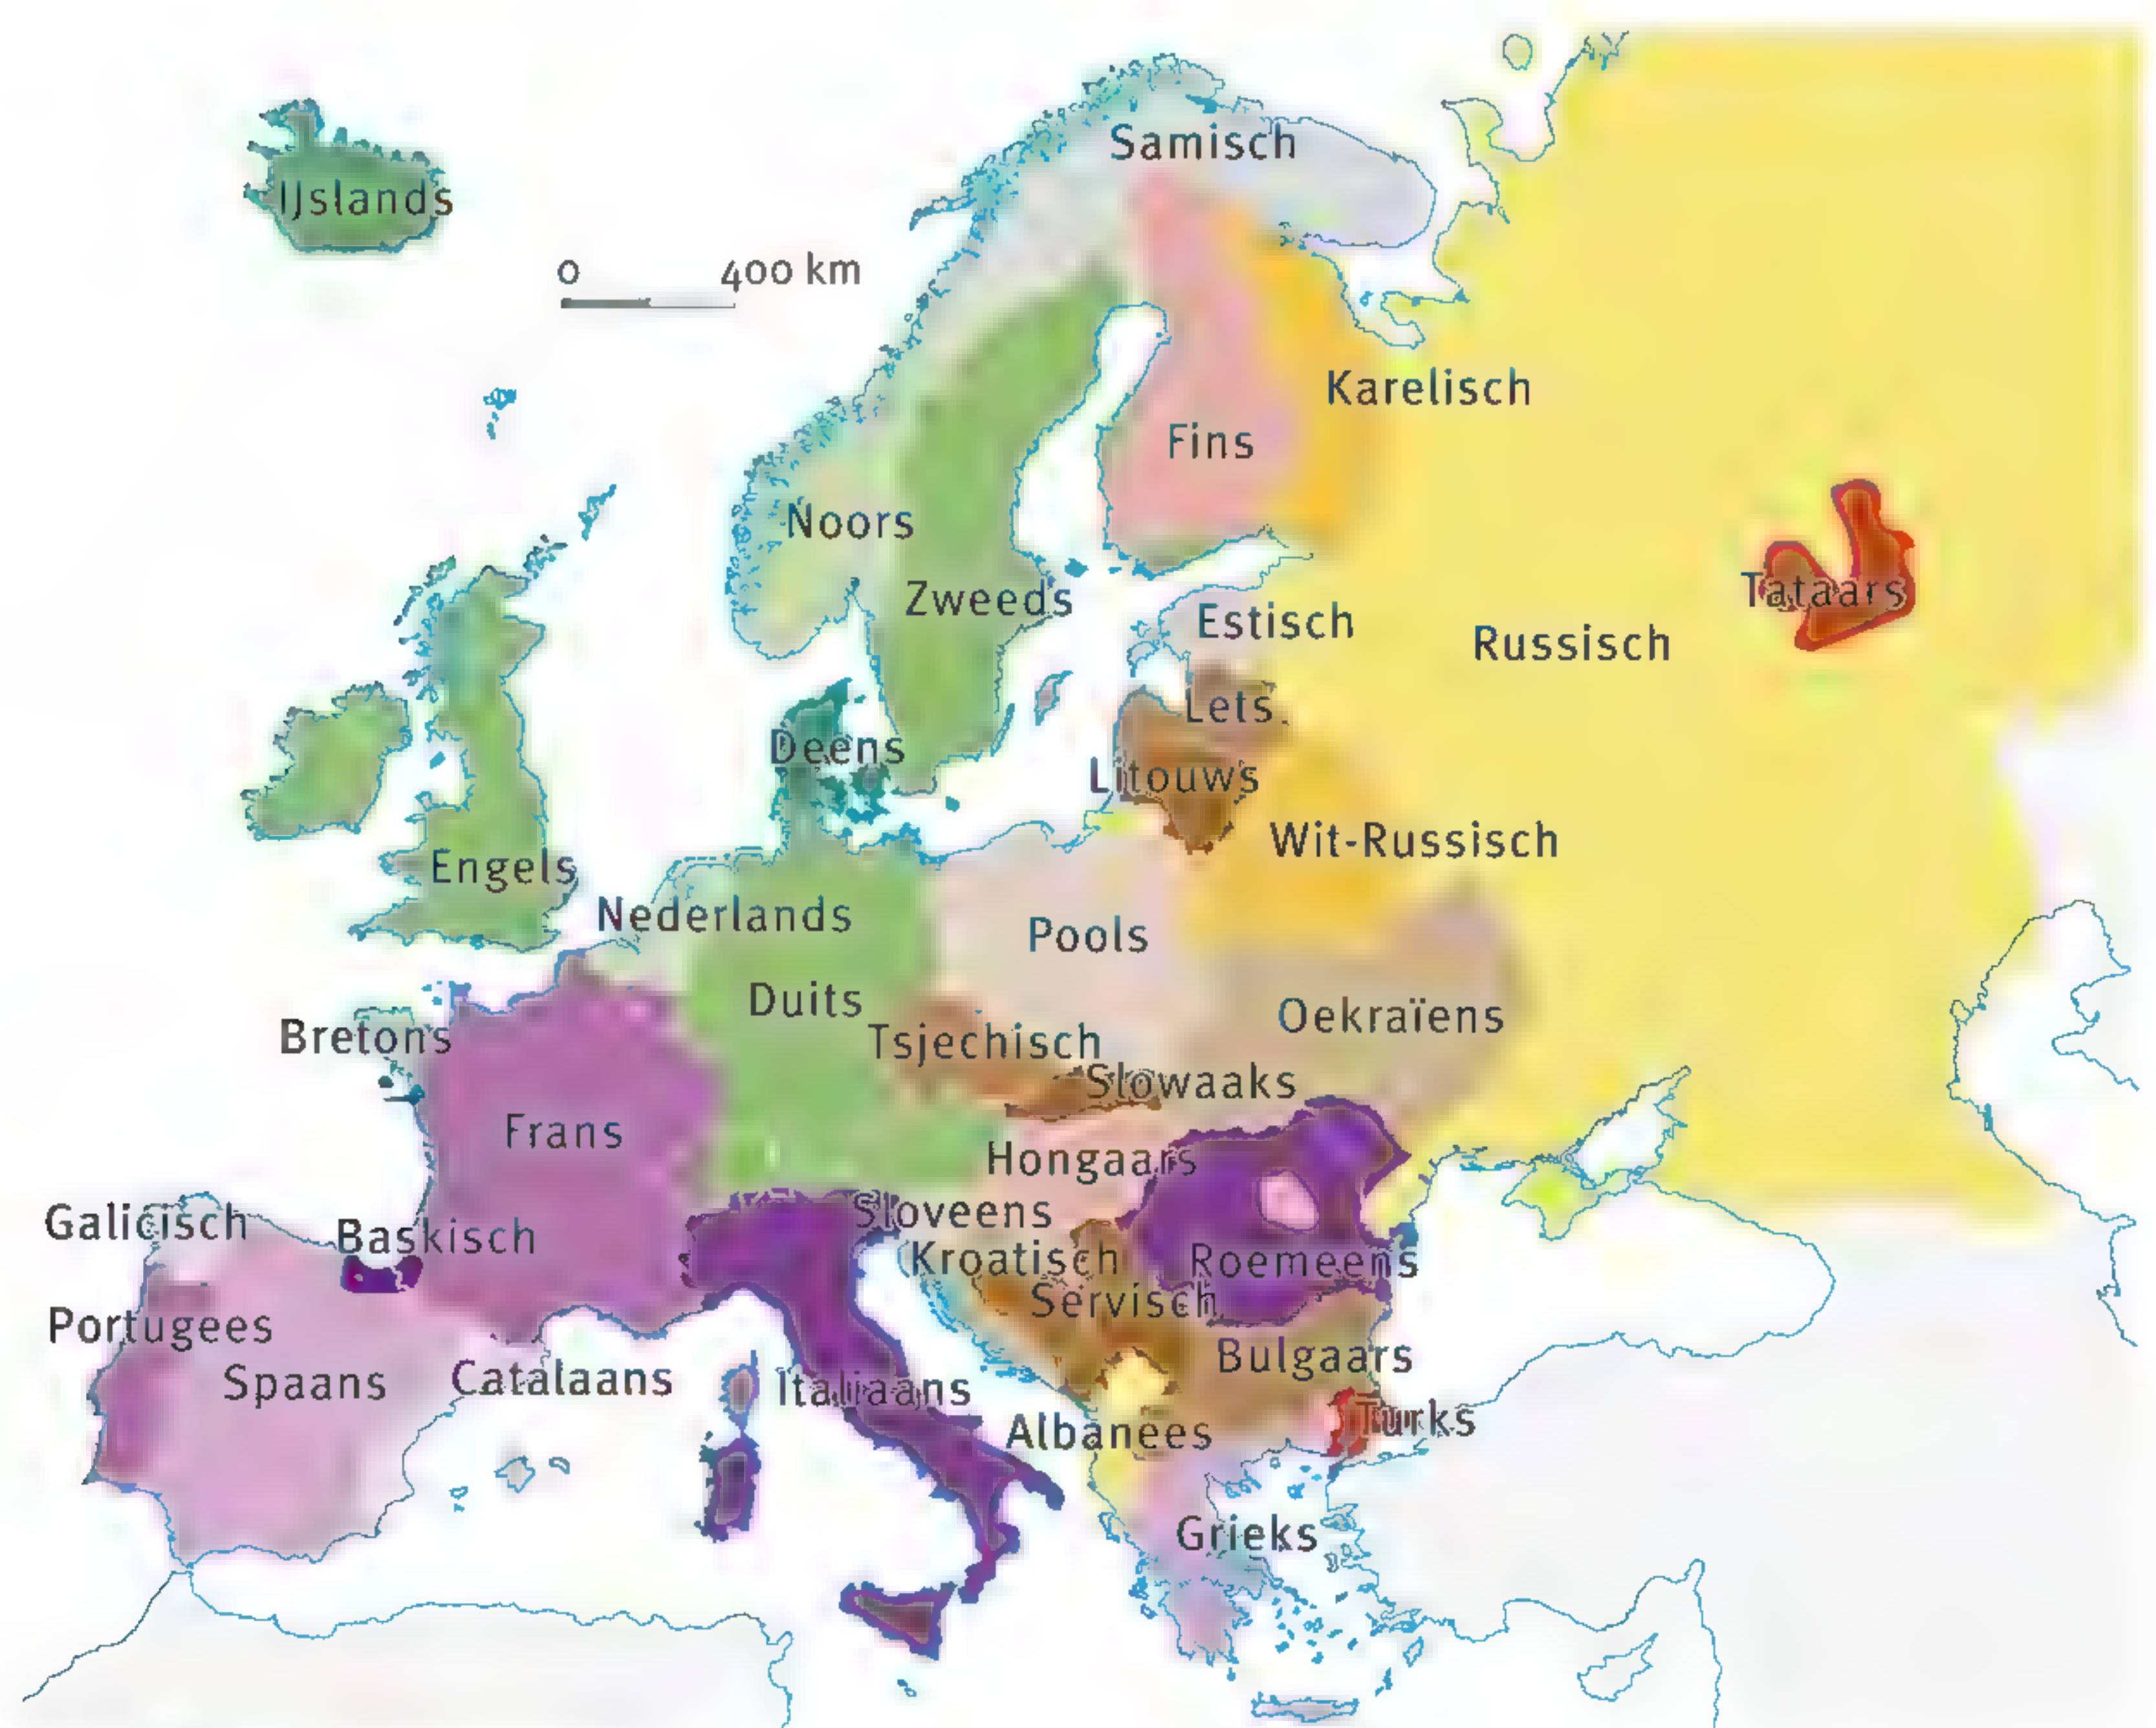 Samisch
IJslands
0 400 km
Karelisch
Fins
Noors
Zweeds
Tataars
Estisch
Russisch
Lets
Deens
Litouws
Wit-Russisch
Engels
Nederlands
Pools
Duits
Oekraïens
Bretons
Tsjechisch
Slowaaks
Frans
Hongaars
Galicisch
Sloveens
Baskisch
Kroatisch
Roemeens
Servisch
Portugees
Bulgaars
Spaans
Catalaans
Italiaans
Turks
Albanees
Grieks